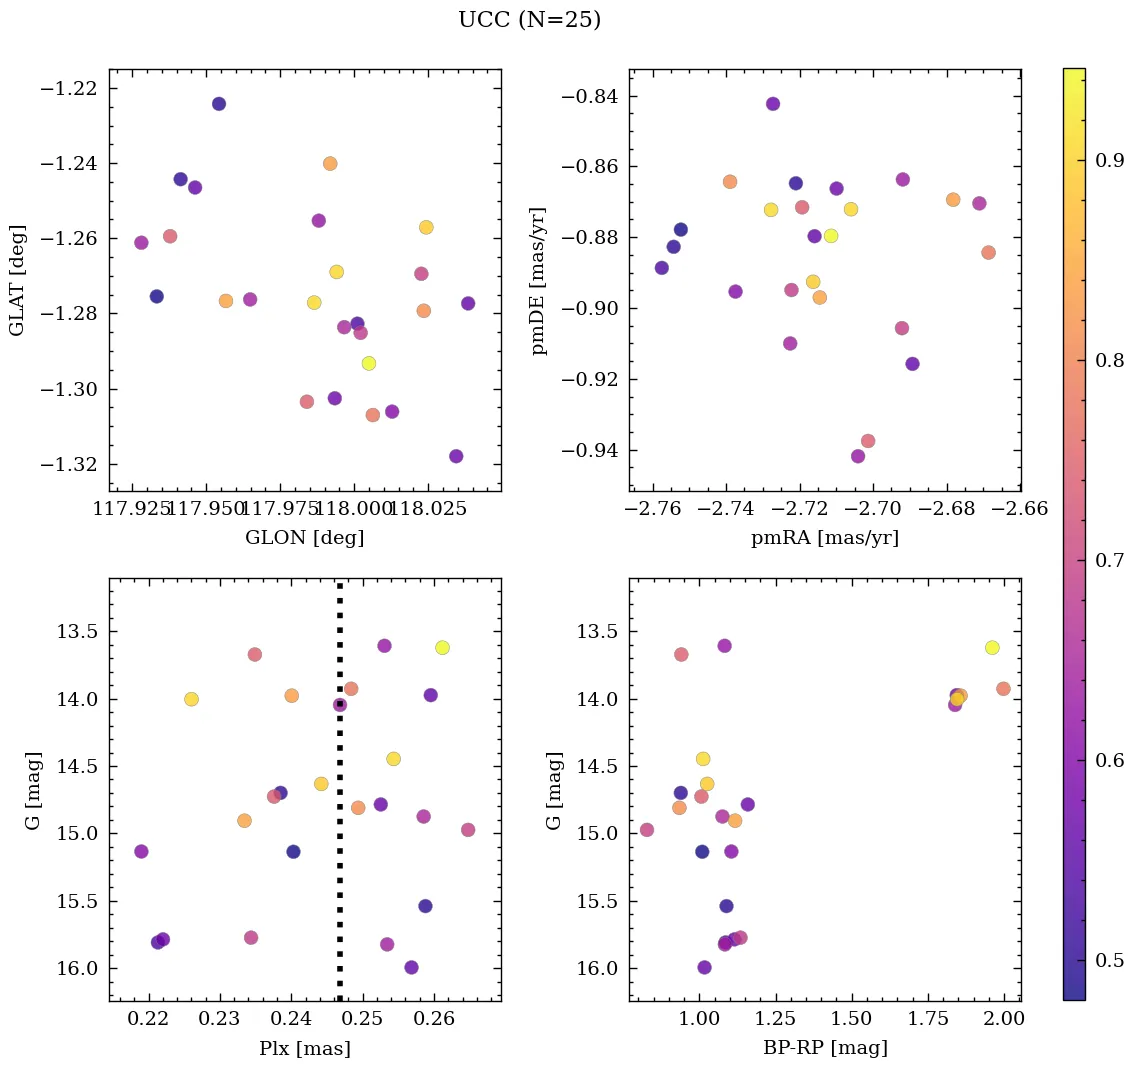 UCC (N=25)
−1.22
−1.24
−1.26
−1.28
−1.30
−1.32
GLAT [deg]
117.925 117.950 117.975 118.000 118.025
GLON [deg]
−0.84
−0.86
−0.88
−0.90
−0.92
−0.94
pmDE [mas/yr]
−2.76 −2.74 −2.72 −2.70 −2.68 −2.66
pmRA [mas/yr]
13.5
14.0
14.5
15.0
15.5
16.0
G [mag]
0.22 0.23 0.24 0.25 0.26
Plx [mas]
13.5
14.0
14.5
15.0
15.5
16.0
G [mag]
1.00 1.25 1.50 1.75 2.00
BP-RP [mag]
0.9
0.8
0.7
0.6
0.5